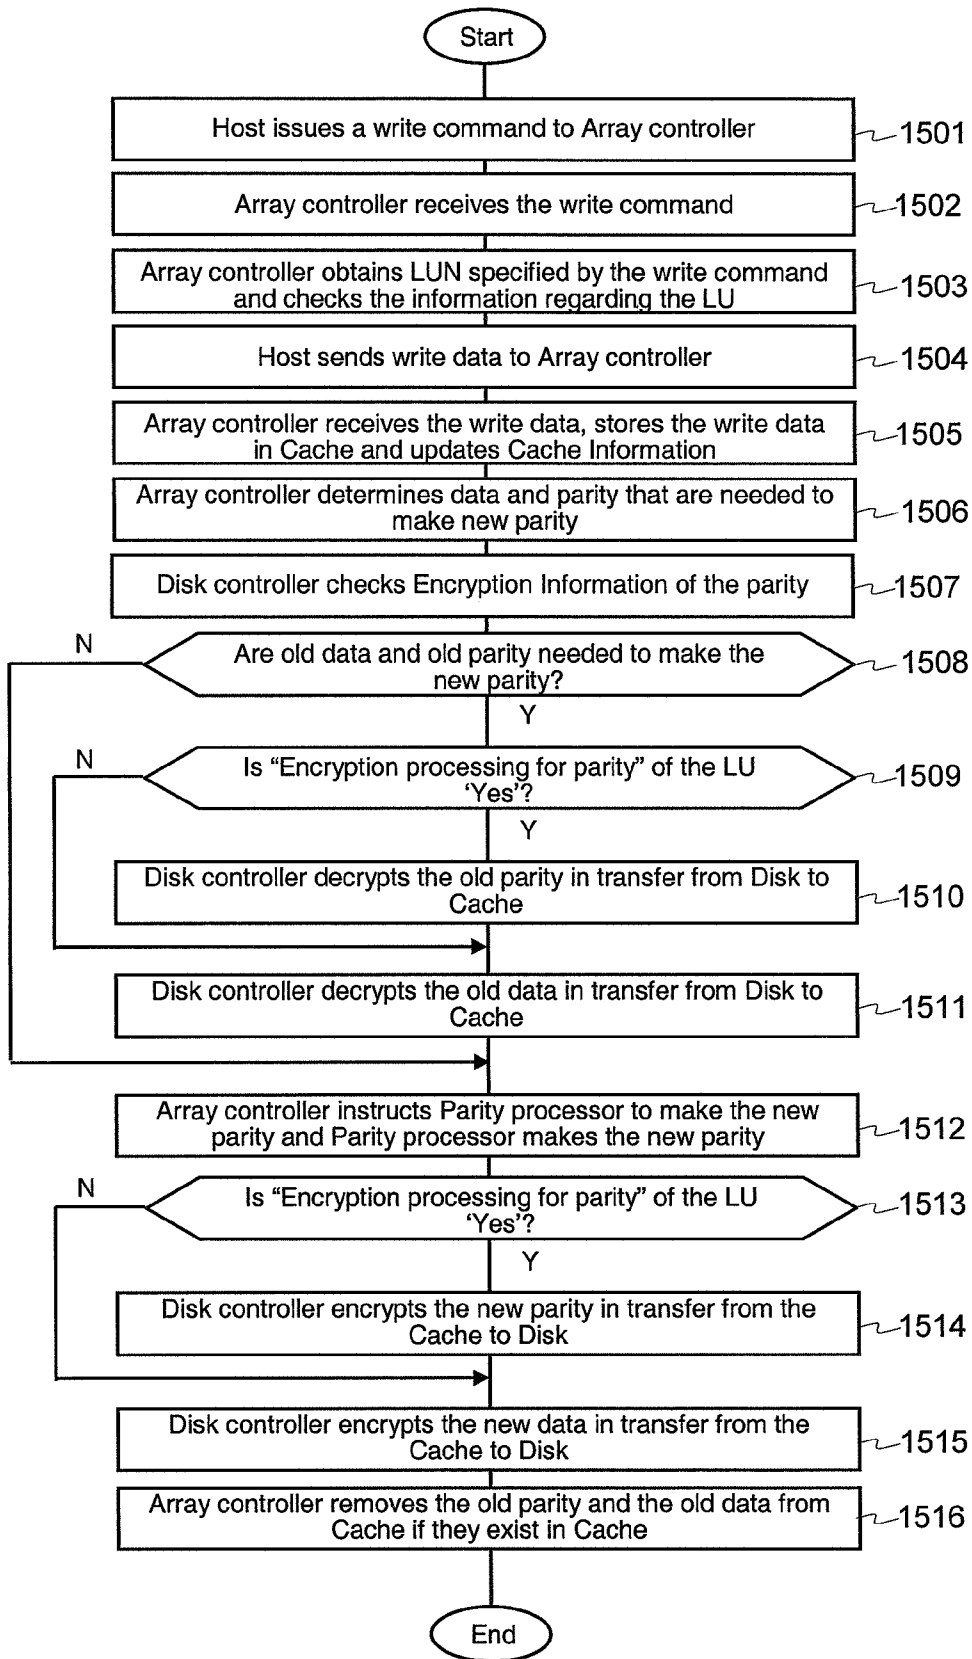 Start
Host issues a write command to Array controller
1501
Array controller receives the write command
1502
Array controller obtains LUN specified by the write command
and checks the information regarding the LU
1503
Host sends write data to Array controller
1504
Array controller receives the write data, stores the write data
in Cache and updates Cache Information
1505
Array controller determines data and parity that are needed to
make new parity
1506
Disk controller checks Encryption Information of the parity
1507
N
Are old data and old parity needed to make the
new parity?
1508
Y
N
Is “Encryption processing for parity” of the LU
‘Yes’?
1509
Y
Disk controller decrypts the old parity in transfer from Disk to
Cache
1510
Disk controller decrypts the old data in transfer from Disk to
Cache
1511
Array controller instructs Parity processor to make the new
parity and Parity processor makes the new parity
1512
N
Is “Encryption processing for parity” of the LU
‘Yes’?
1513
Y
Disk controller encrypts the new parity in transfer from the
Cache to Disk
1514
Disk controller encrypts the new data in transfer from the
Cache to Disk
1515
Array controller removes the old parity and the old data from
Cache if they exist in Cache
1516
End